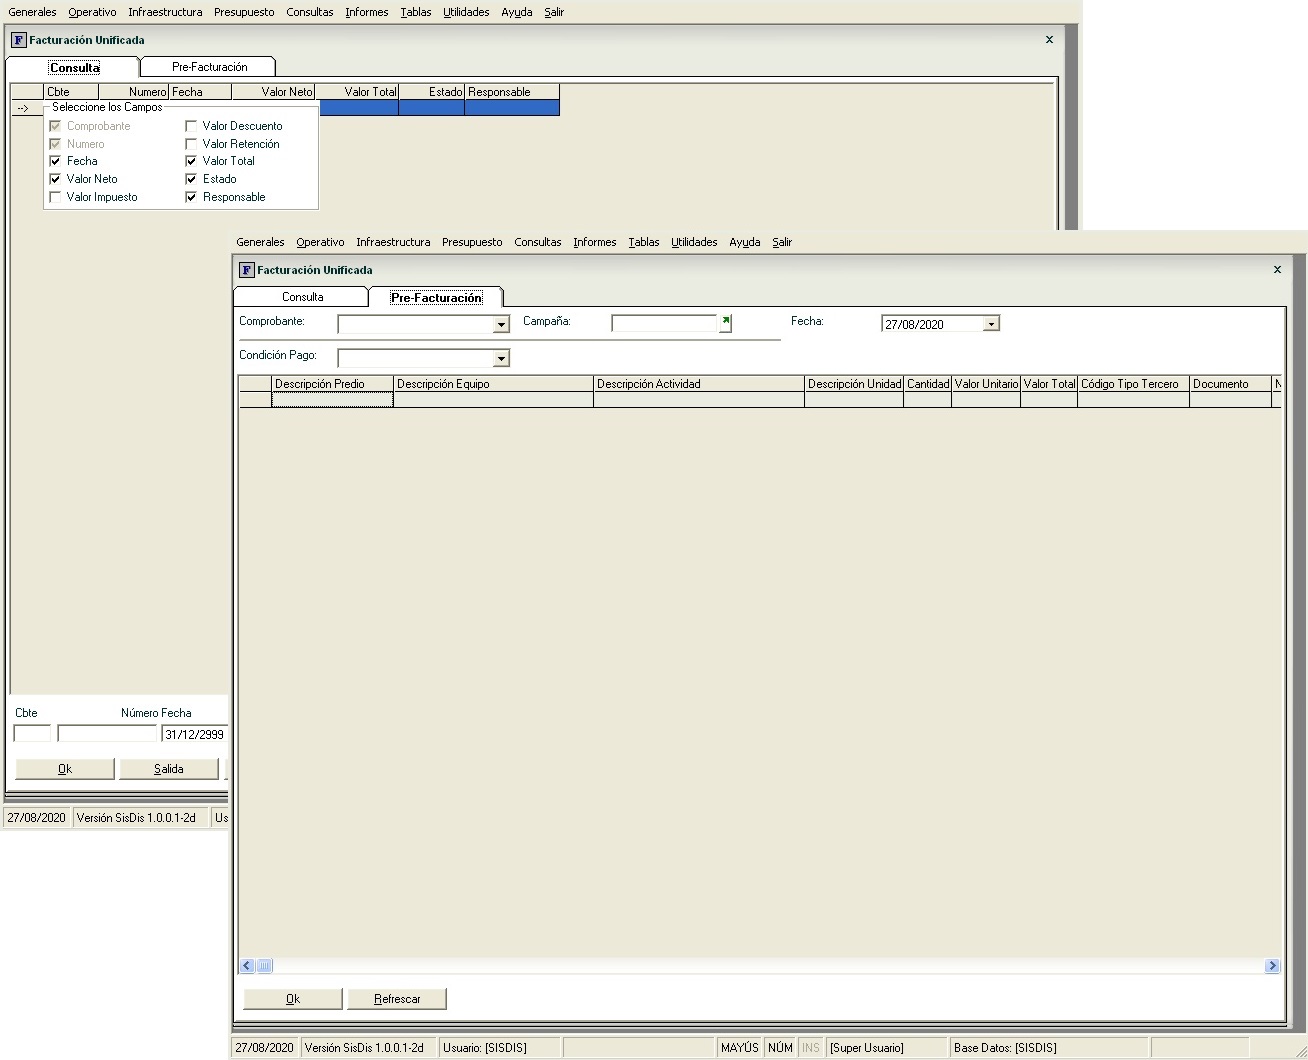 Generales Operativo Infraestructura Presupuesto Consultas Informes Tablas Utilidades Ayuda Salir
F Facturación Unificada x
Consulta Pre-Facturación
Cbte Numero Fecha Valor Neto Valor Total Estado Responsable
-->
Seleccione los Campos
Comprobante Valor Descuento
Numero Valor Retención
Fecha Valor Total
Valor Neto Estado
Valor Impuesto Responsable
Cbte Número Fecha
31/12/2999
Ok Salida
27/08/2020 Versión SisDis 1.0.0.1-2d Us
Generales Operativo Infraestructura Presupuesto Consultas Informes Tablas Utilidades Ayuda Salir
F Facturación Unificada x
Consulta Pre-Facturación
Comprobante: Campaña: Fecha: 27/08/2020
Condición Pago:
Descripción Predio Descripción Equipo Descripción Actividad Descripción Unidad Cantidad Valor Unitario Valor Total Código Tipo Tercero Documento N
Ok Refrescar
27/08/2020 Versión SisDis 1.0.0.1-2d Usuario: [SISDIS] MAYÚS NÚM INS [Super Usuario] Base Datos: [SISDIS]